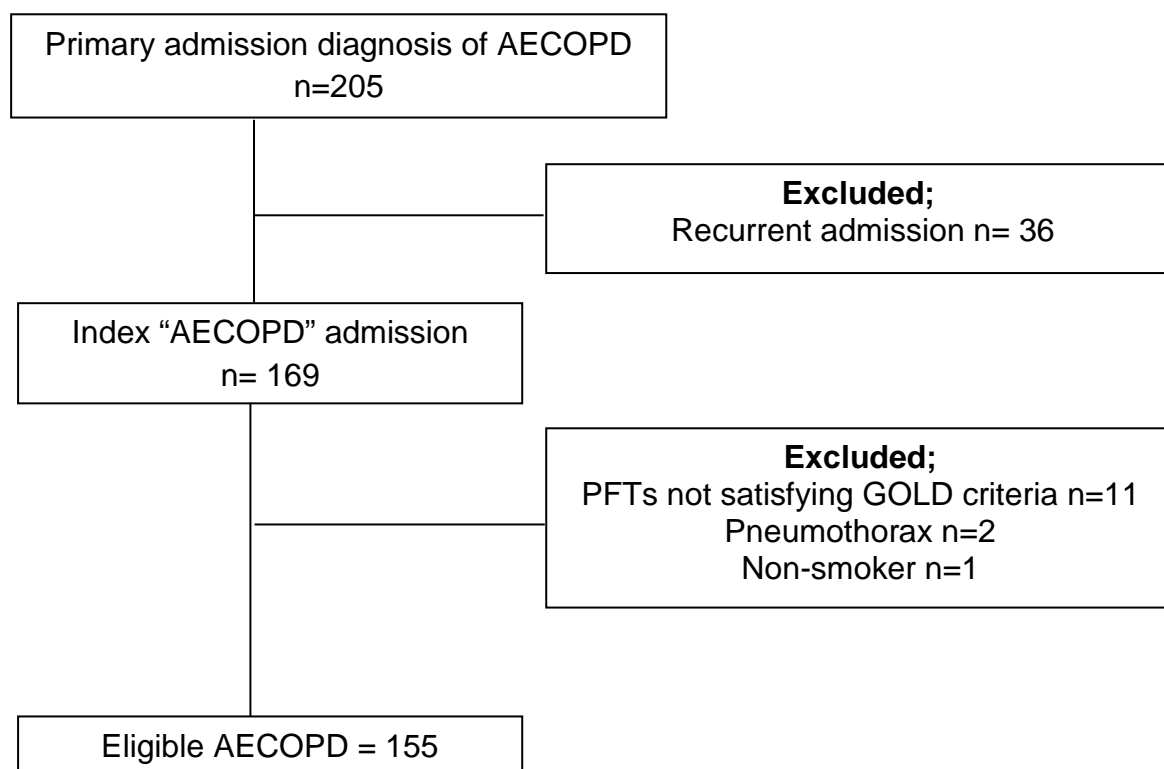 Primary admission diagnosis of AECOPD
n=205
Excluded;
Recurrent admission n= 36
Index “AECOPD” admission
n= 169
Excluded;
PFTs not satisfying GOLD criteria n=11
Pneumothorax n=2
Non-smoker n=1
Eligible AECOPD = 155